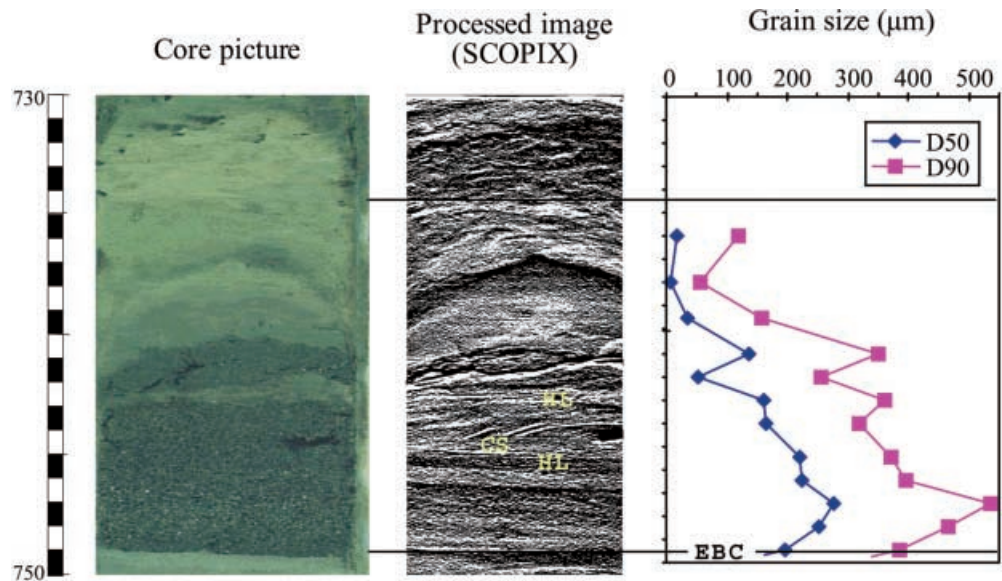 Core picture
Processed image
(SCOPIX)
Grain size (µm)
0 100 200 300 400 500
730
D50
D90
RL
CS
HL
EBC
750